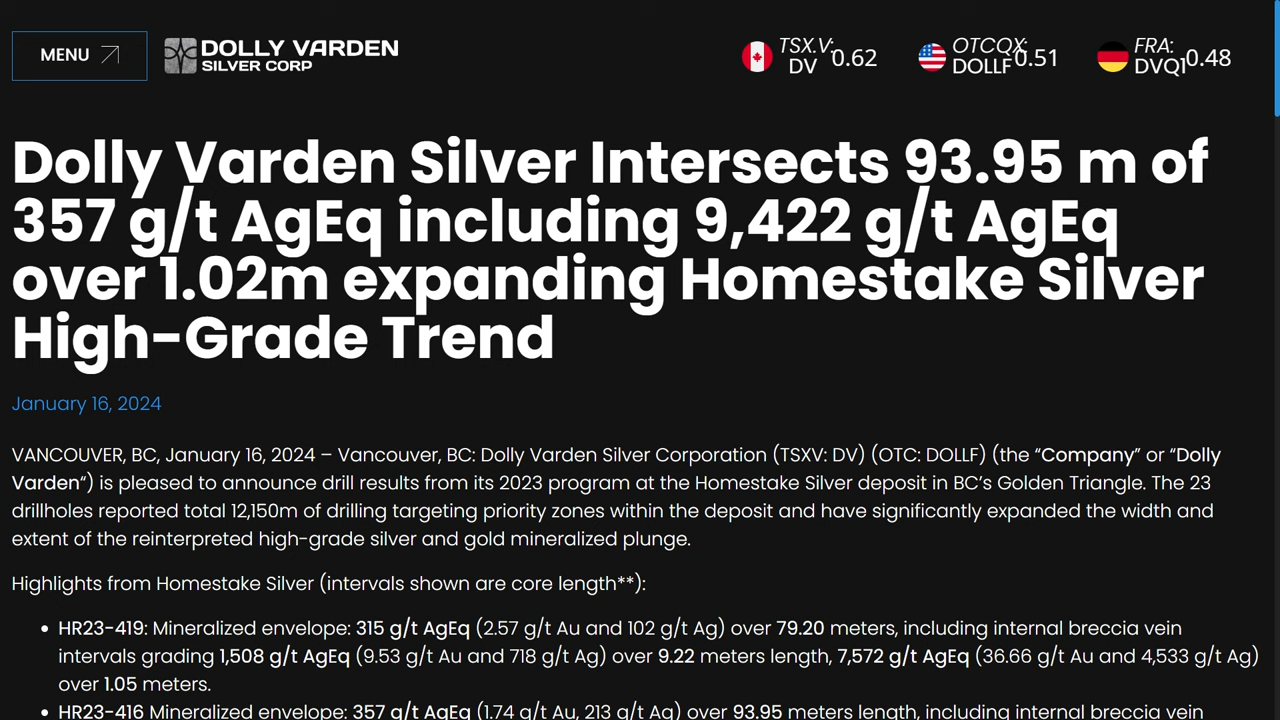 MENU
DOLLY VARDEN
SILVER CORP
TSX.V:
DV
0.62
OTCQX:
DOLLF
0.51
FRA:
DVQ1
0.48
Dolly Varden Silver Intersects 93.95 m of
357 g/t AgEq including 9,422 g/t AgEq
over 1.02m expanding Homestake Silver
High-Grade Trend
January 16, 2024
VANCOUVER, BC, January 16, 2024 – Vancouver, BC: Dolly Varden Silver Corporation (TSXV: DV) (OTC: DOLLF) (the “Company” or “Dolly
Varden“) is pleased to announce drill results from its 2023 program at the Homestake Silver deposit in BC’s Golden Triangle. The 23
drillholes reported total 12,150m of drilling targeting priority zones within the deposit and have significantly expanded the width and
extent of the reinterpreted high-grade silver and gold mineralized plunge.
Highlights from Homestake Silver (intervals shown are core length**):
• HR23-419: Mineralized envelope: 315 g/t AgEq (2.57 g/t Au and 102 g/t Ag) over 79.20 meters, including internal breccia vein
intervals grading 1,508 g/t AgEq (9.53 g/t Au and 718 g/t Ag) over 9.22 meters length, 7,572 g/t AgEq (36.66 g/t Au and 4,533 g/t Ag)
over 1.05 meters.
• HR23-416 Mineralized envelope: 357 g/t AgEq (1.74 g/t Au, 213 g/t Ag) over 93.95 meters length, including internal breccia vein